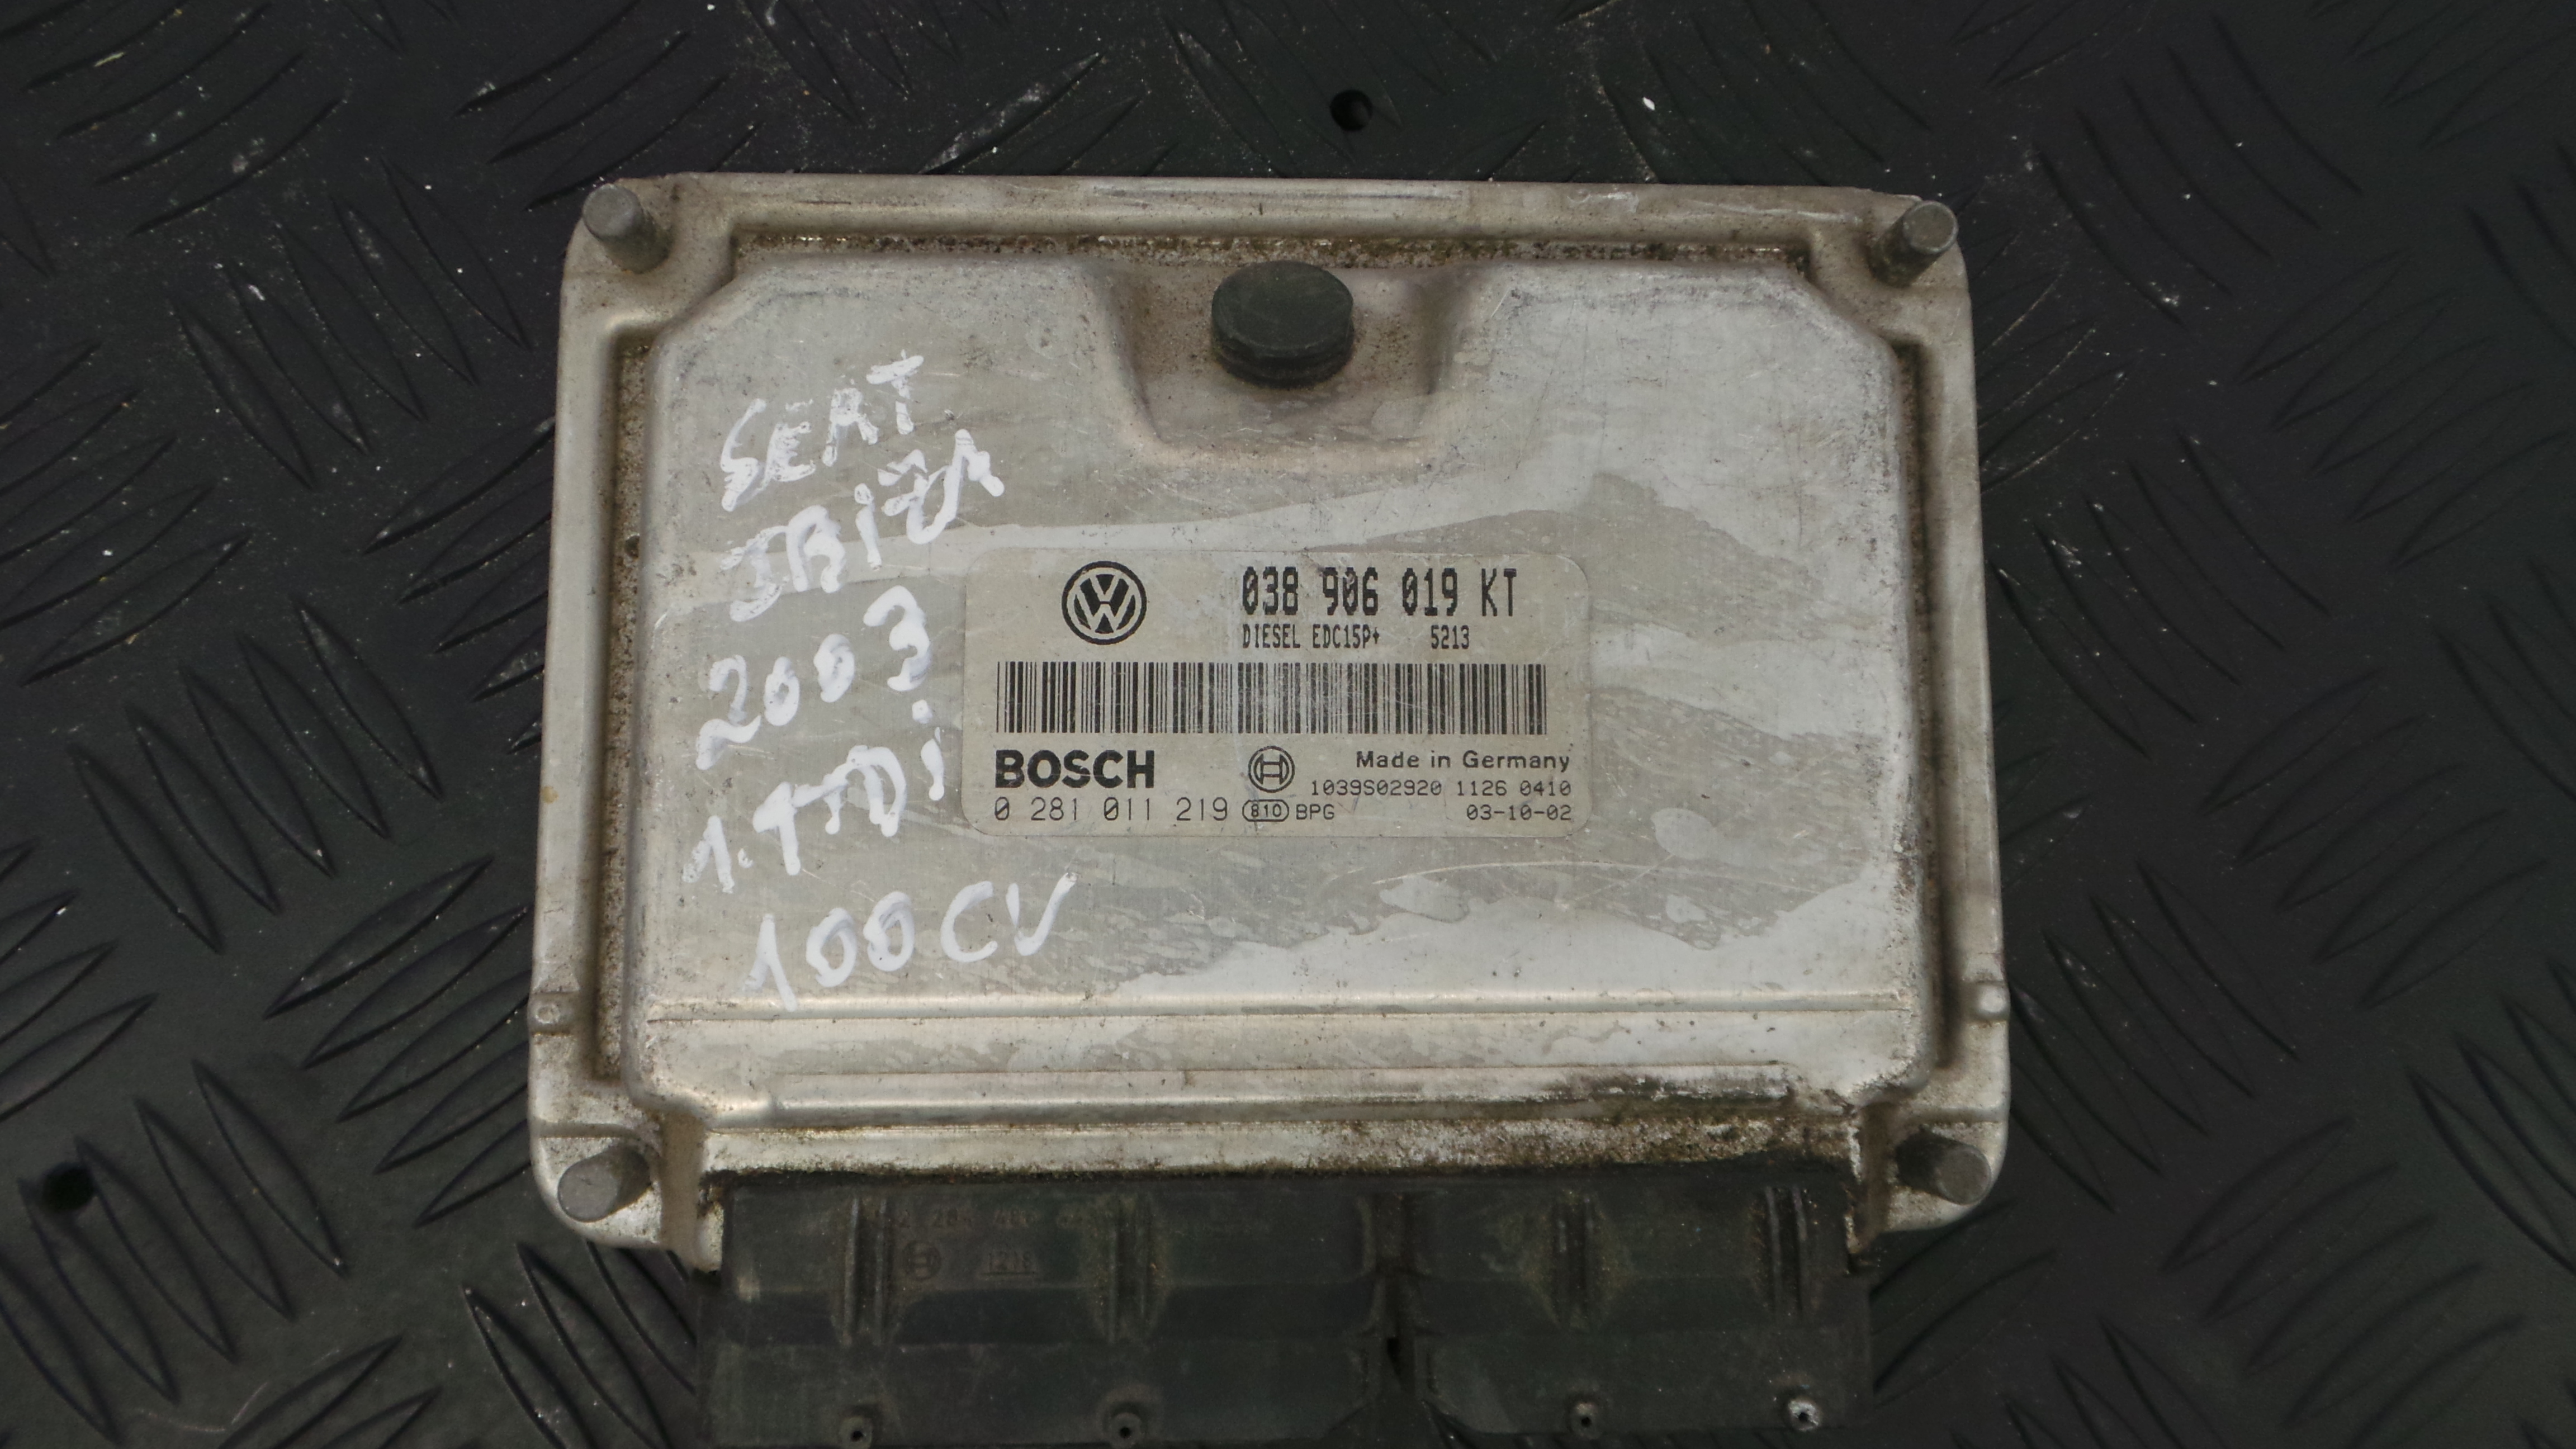 SEAT
IBIZA
2003
1.9TDi
100CV
038 906 019 KT
DIESEL EDC15P+ 5213
BOSCH
Made in Germany
1039S02920 1126 0410
0 281 011 219 810 BPG 03-10-02
1216